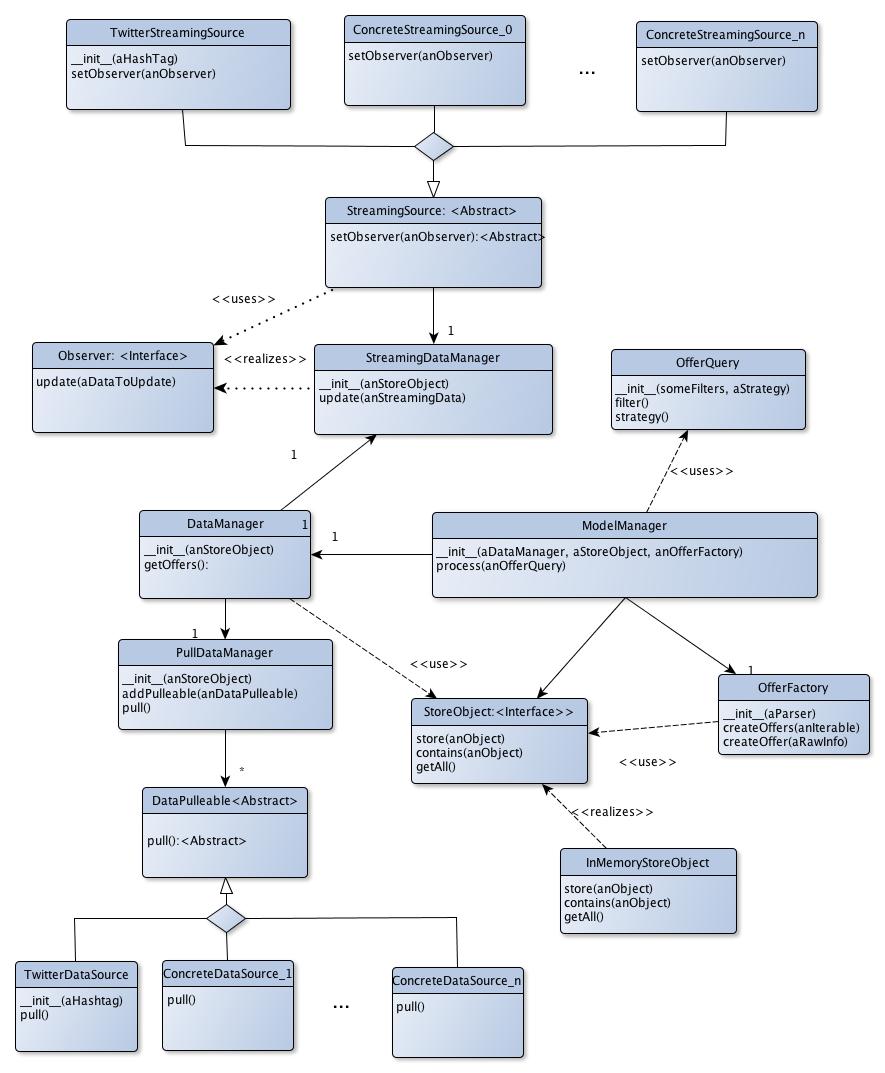 TwitterStreamingSource
__init__(aHashTag)
setObserver(anObserver)
ConcreteStreamingSource_0
setObserver(anObserver)
...
ConcreteStreamingSource_n
setObserver(anObserver)
StreamingSource: <Abstract>
setObserver(anObserver):<Abstract>
<<uses>>
1
Observer: <Interface>
update(aDataToUpdate)
<<realizes>>
StreamingDataManager
__init__(anStoreObject)
update(anStreamingData)
OfferQuery
__init__(someFilters, aStrategy)
filter()
strategy()
1
<<uses>>
DataManager
1
__init__(anStoreObject)
getOffers():
1
ModelManager
__init__(aDataManager, aStoreObject, anOfferFactory)
process(anOfferQuery)
1
PullDataManager
__init__(anStoreObject)
addPulleable(anDataPulleable)
pull()
<<use>>
1
StoreObject:<Interface>>
store(anObject)
contains(anObject)
getAll()
OfferFactory
__init__(aParser)
createOffers(anIterable)
createOffer(aRawInfo)
<<use>>
*
DataPulleable<Abstract>
pull():<Abstract>
<<realizes>>
InMemoryStoreObject
store(anObject)
contains(anObject)
getAll()
TwitterDataSource
__init__(aHashtag)
pull()
ConcreteDataSource_1
pull()
...
ConcreteDataSource_n
pull()